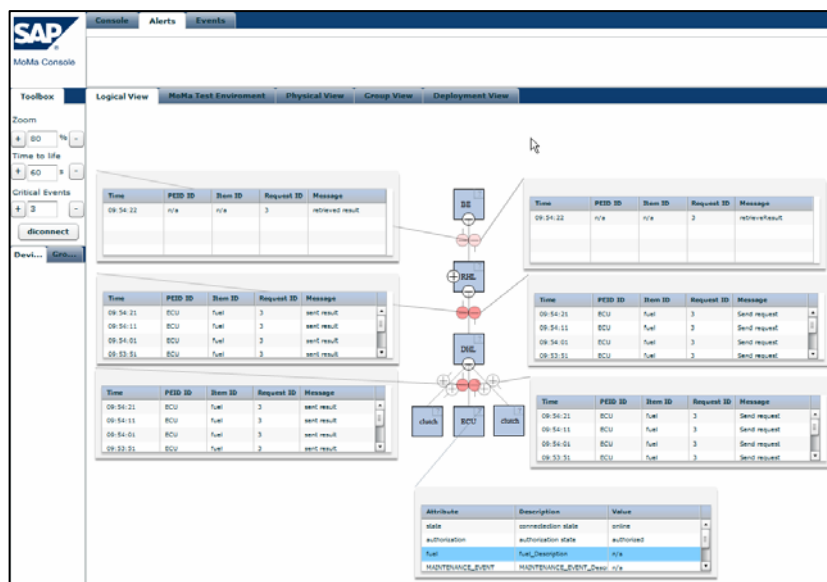 SAP
MoMa Console
Console Alerts Events
Toolbox
Logical View MoMa Test Enviroment Physical View Group View Deployment View
Zoom
+ 80 % -
Time to life
+ 60 s -
Critical Events
+ 3 -
diconnect
Devi... Gro...
Time PEID ID Item ID Request ID Message
09:54:22 n/a n/a 3 retrieved result
Time PEID ID Item ID Request ID Message
09:54:22 n/a n/a 3 retrieveResult
RHL
Time PEID ID Item ID Request ID Message
09:54:21 ECU fuel 3 sent result
09:54:11 ECU fuel 3 sent result
09:54:01 ECU fuel 3 sent result
09:53:51 ECU fuel 3 sent result
Time PEID ID Item ID Request ID Message
09:54:21 ECU fuel 3 Send request
09:54:11 ECU fuel 3 Send request
09:54:01 ECU fuel 3 Send request
09:53:51 ECU fuel 3 Send request
DHL
Time PEID ID Item ID Request ID Message
09:54:21 ECU fuel 3 sent result
09:54:11 ECU fuel 3 sent result
09:54:01 ECU fuel 3 sent result
09:53:51 ECU fuel 3 sent result
Time PEID ID Item ID Request ID Message
09:54:21 ECU fuel 3 Send request
09:54:11 ECU fuel 3 Send request
09:54:01 ECU fuel 3 Send request
09:53:51 ECU fuel 3 Send request
clutch ECU clutch
Attribute Description Value
state connectection state online
authorization authorization state authorized
fuel fuel_Description n/a
MAINTENANCE_EVENT MAINTENANCE_EVENT_Desc n/a